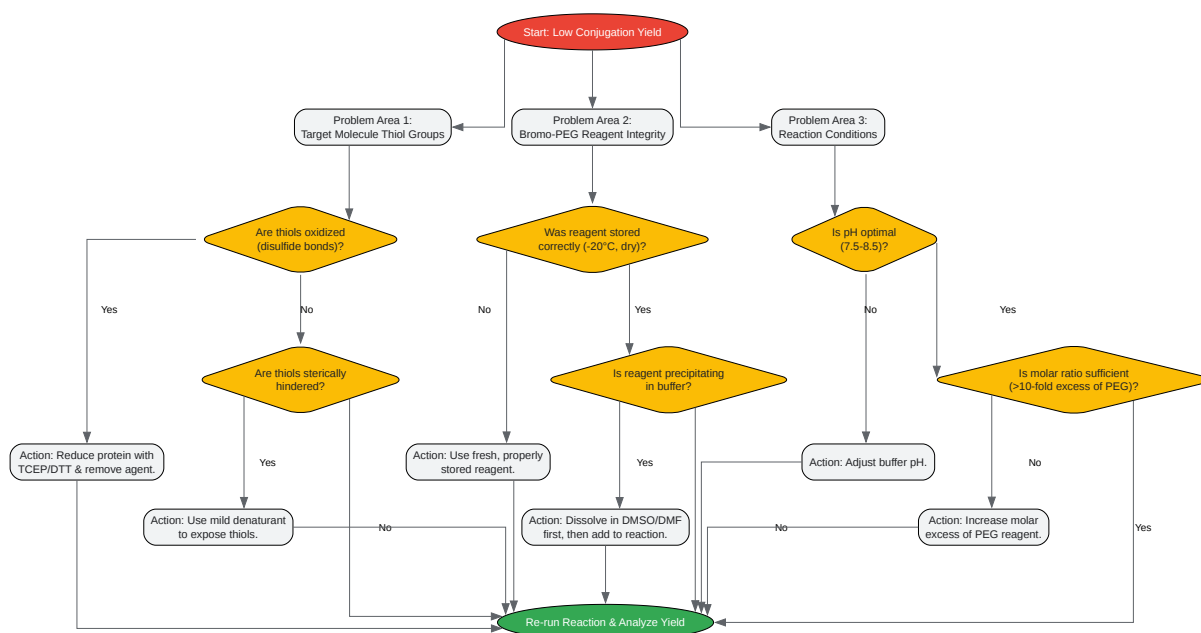 Start: Low Conjugation Yield
Problem Area 1:
Target Molecule Thiol Groups
Problem Area 2:
Bromo-PEG Reagent Integrity
Problem Area 3:
Reaction Conditions
Are thiols oxidized
(disulfide bonds)?
Was reagent stored
correctly (-20°C, dry)?
Is pH optimal
(7.5-8.5)?
Yes
No
No
Yes
No
Yes
Are thiols sterically
hindered?
Is reagent precipitating
in buffer?
Is molar ratio sufficient
(>10-fold excess of PEG)?
Action: Reduce protein with
TCEP/DTT & remove agent.
Yes
Action: Use fresh, properly
stored reagent.
Yes
Action: Adjust buffer pH.
No
Action: Use mild denaturant
to expose thiols.
No
Action: Dissolve in DMSO/DMF
first, then add to reaction.
No
Action: Increase molar
excess of PEG reagent.
Yes
Re-run Reaction & Analyze Yield